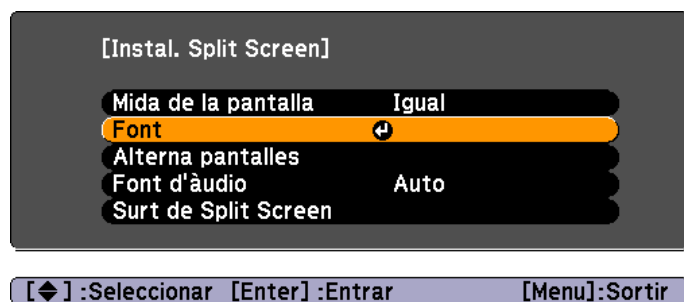 [Instal. Split Screen]
Mida de la pantalla Igual
Font
Alterna pantalles
Font d'àudio Auto
Surt de Split Screen
[◆] :Seleccionar [Enter] :Entrar [Menu]:Sortir